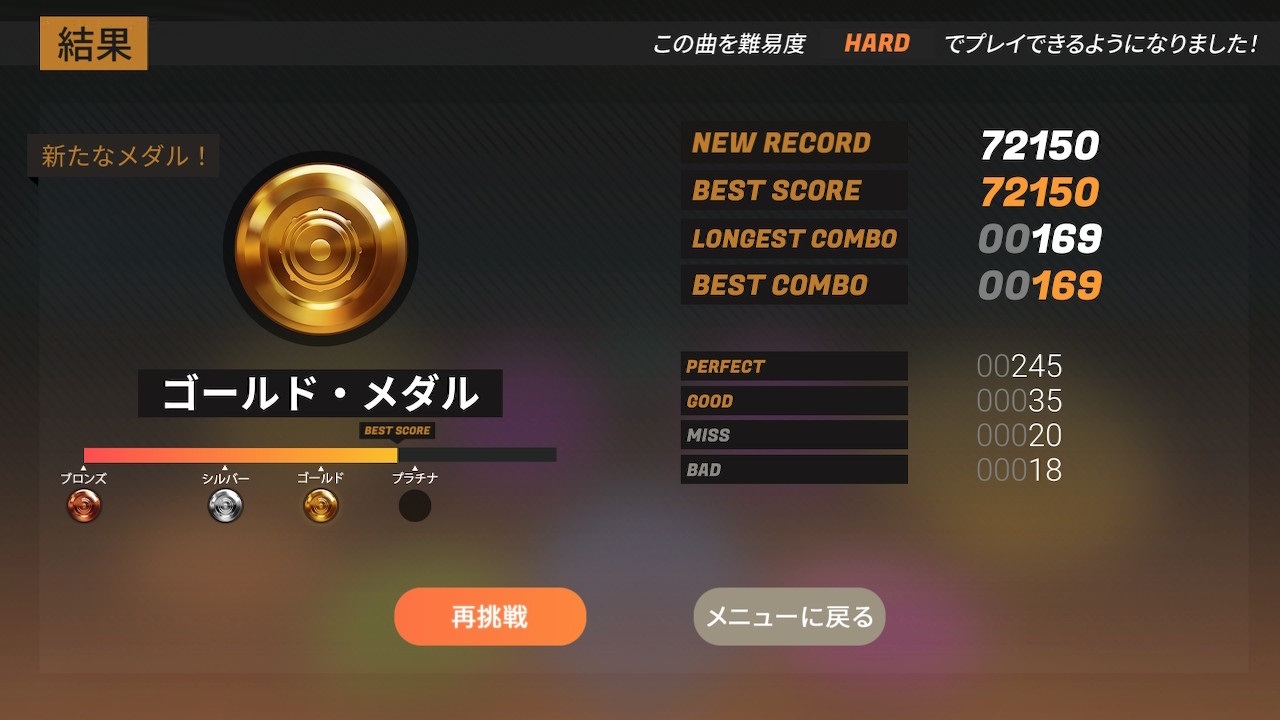 結果
この曲を難易度 HARD でプレイできるようになりました!
新たなメダル！
ゴールド・メダル
BEST SCORE
ブロンズ シルバー ゴールド プラチナ
NEW RECORD 72150
BEST SCORE 72150
LONGEST COMBO 00169
BEST COMBO 00169
PERFECT 00245
GOOD 00035
MISS 00020
BAD 00018
再挑戦 メニューに戻る